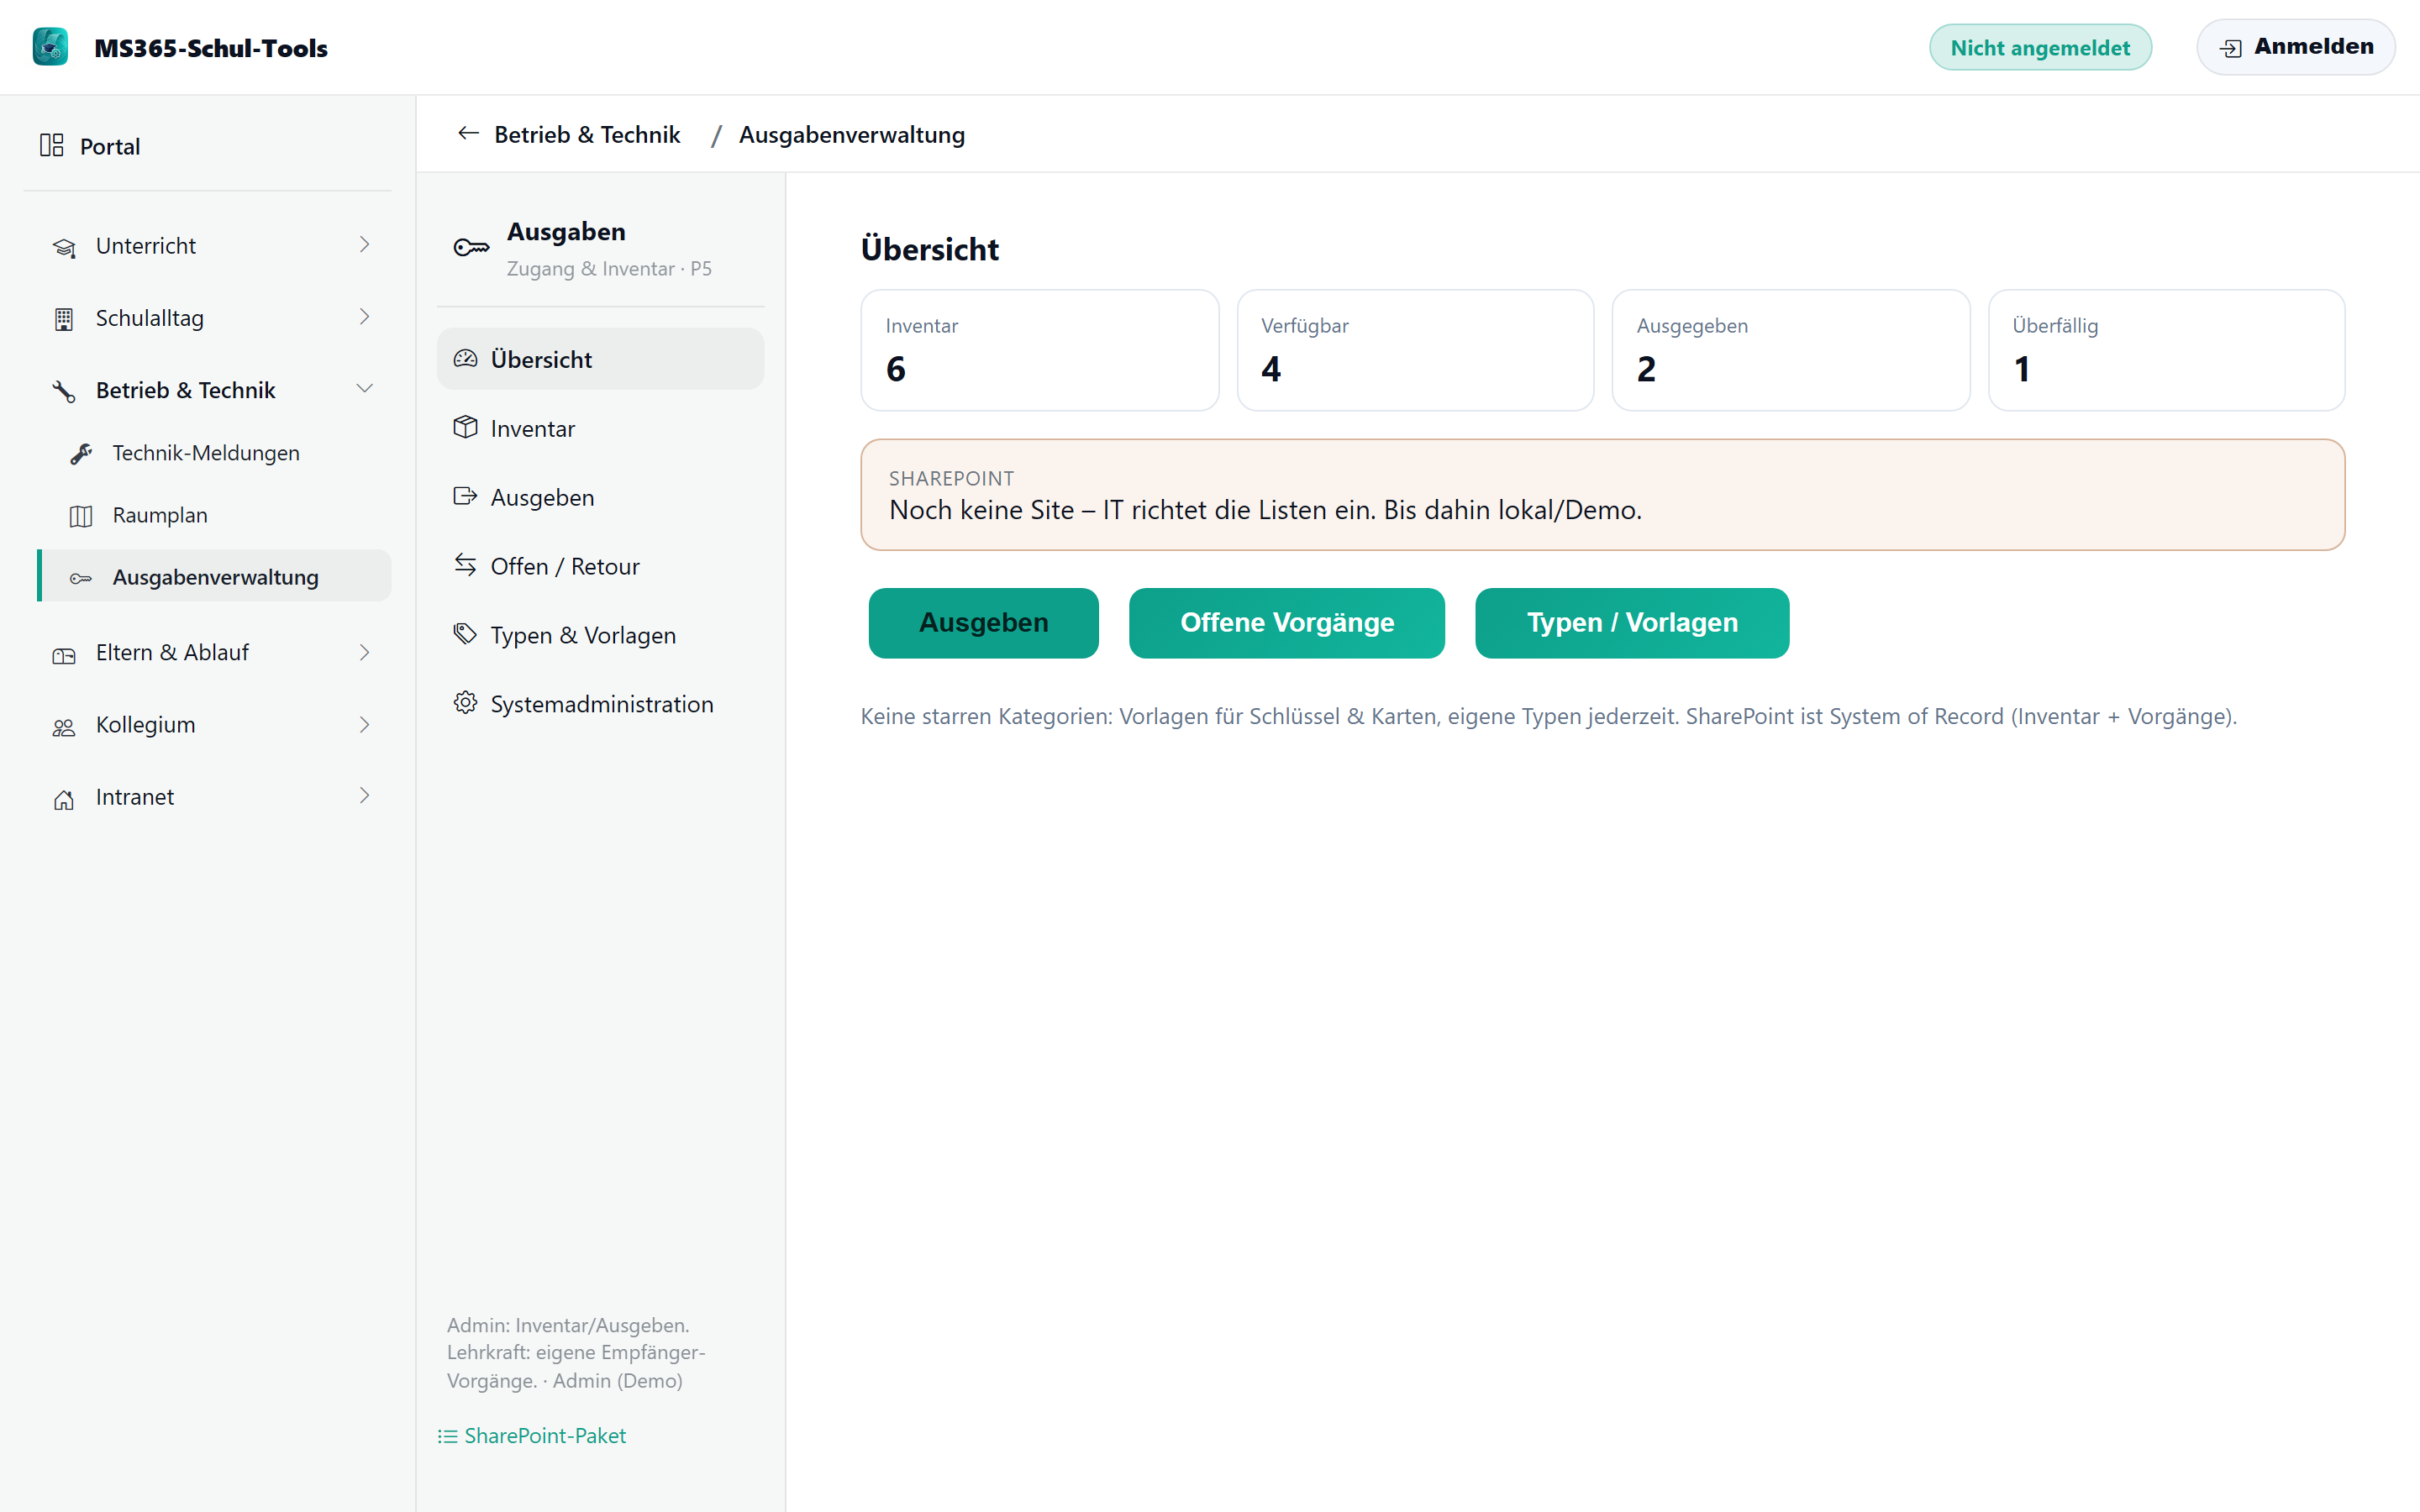 MS365-Schul-Tools
Nicht angemeldet
Anmelden
Portal
Unterricht
Schulalltag
Betrieb & Technik
Technik-Meldungen
Raumplan
Ausgabenverwaltung
Eltern & Ablauf
Kollegium
Intranet
Betrieb & Technik / Ausgabenverwaltung
Ausgaben
Zugang & Inventar · P5
Übersicht
Inventar
Ausgeben
Offen / Retour
Typen & Vorlagen
Systemadministration
Admin: Inventar/Ausgeben.
Lehrkraft: eigene Empfänger-
Vorgänge. · Admin (Demo)
SharePoint-Paket
Übersicht
Inventar
6
Verfügbar
4
Ausgegeben
2
Überfällig
1
SHAREPOINT
Noch keine Site – IT richtet die Listen ein. Bis dahin lokal/Demo.
Ausgeben
Offene Vorgänge
Typen / Vorlagen
Keine starren Kategorien: Vorlagen für Schlüssel & Karten, eigene Typen jederzeit. SharePoint ist System of Record (Inventar + Vorgänge).